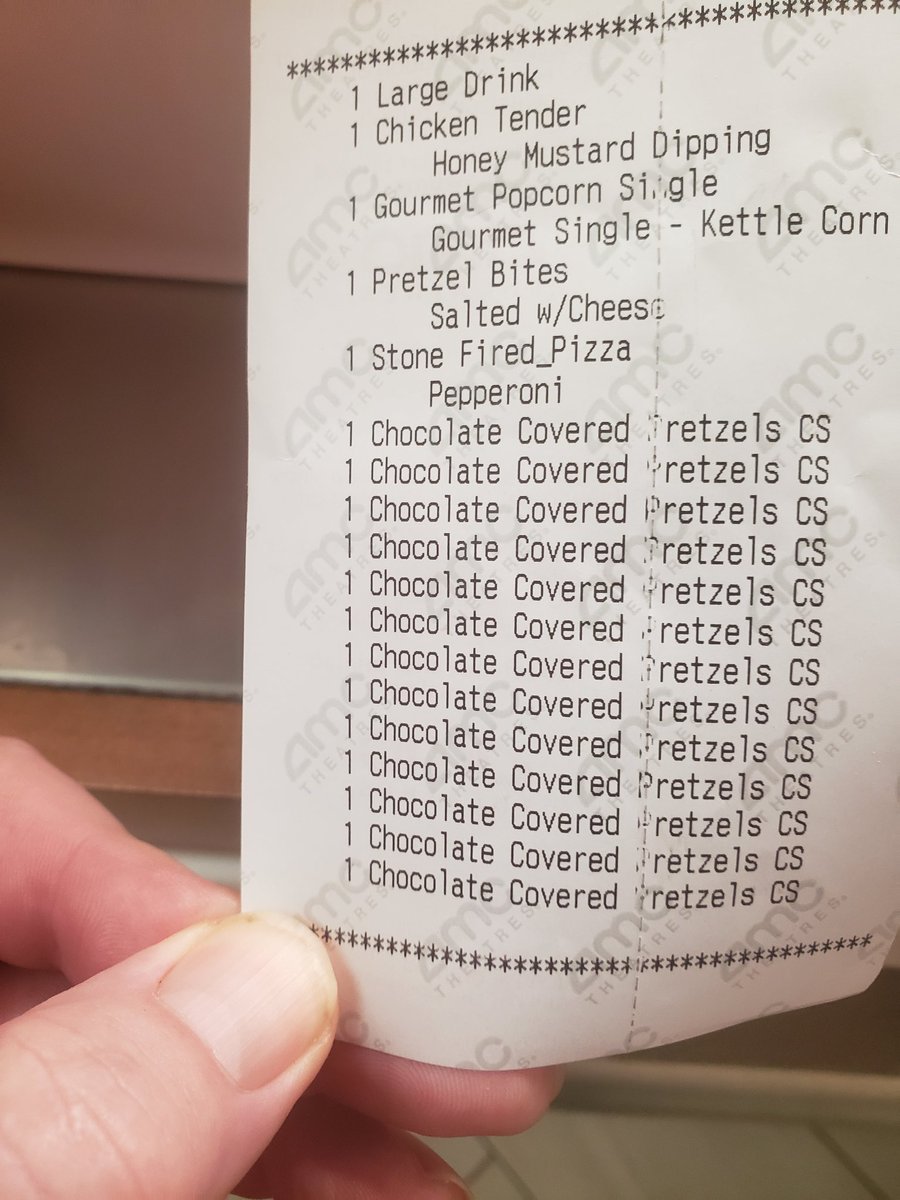 ****************************************
1 Large Drink
1 Chicken Tender
Honey Mustard Dipping
1 Gourmet Popcorn Single
Gourmet Single - Kettle Corn
1 Pretzel Bites
Salted w/Cheese
1 Stone Fired_Pizza
Pepperoni
1 Chocolate Covered Pretzels CS
1 Chocolate Covered Pretzels CS
1 Chocolate Covered Pretzels CS
1 Chocolate Covered Pretzels CS
1 Chocolate Covered Pretzels CS
1 Chocolate Covered Pretzels CS
1 Chocolate Covered Pretzels CS
1 Chocolate Covered Pretzels CS
1 Chocolate Covered Pretzels CS
1 Chocolate Covered Pretzels CS
1 Chocolate Covered Pretzels CS
1 Chocolate Covered Pretzels CS
1 Chocolate Covered Pretzels CS
****************************************